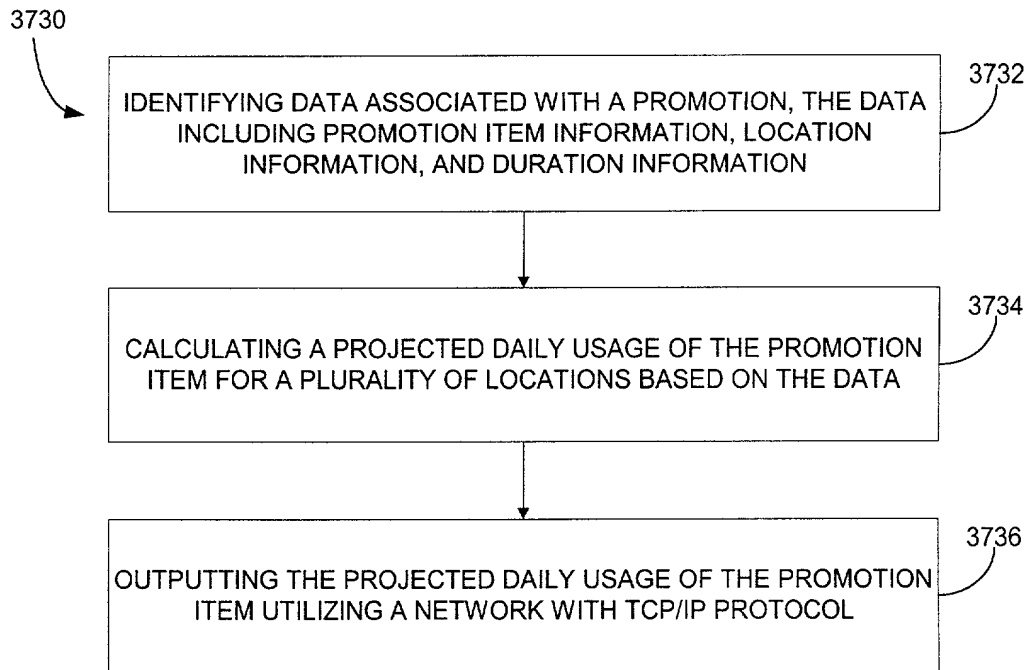 3730
3732
IDENTIFYING DATA ASSOCIATED WITH A PROMOTION, THE DATA
INCLUDING PROMOTION ITEM INFORMATION, LOCATION
INFORMATION, AND DURATION INFORMATION
3734
CALCULATING A PROJECTED DAILY USAGE OF THE PROMOTION
ITEM FOR A PLURALITY OF LOCATIONS BASED ON THE DATA
3736
OUTPUTTING THE PROJECTED DAILY USAGE OF THE PROMOTION
ITEM UTILIZING A NETWORK WITH TCP/IP PROTOCOL